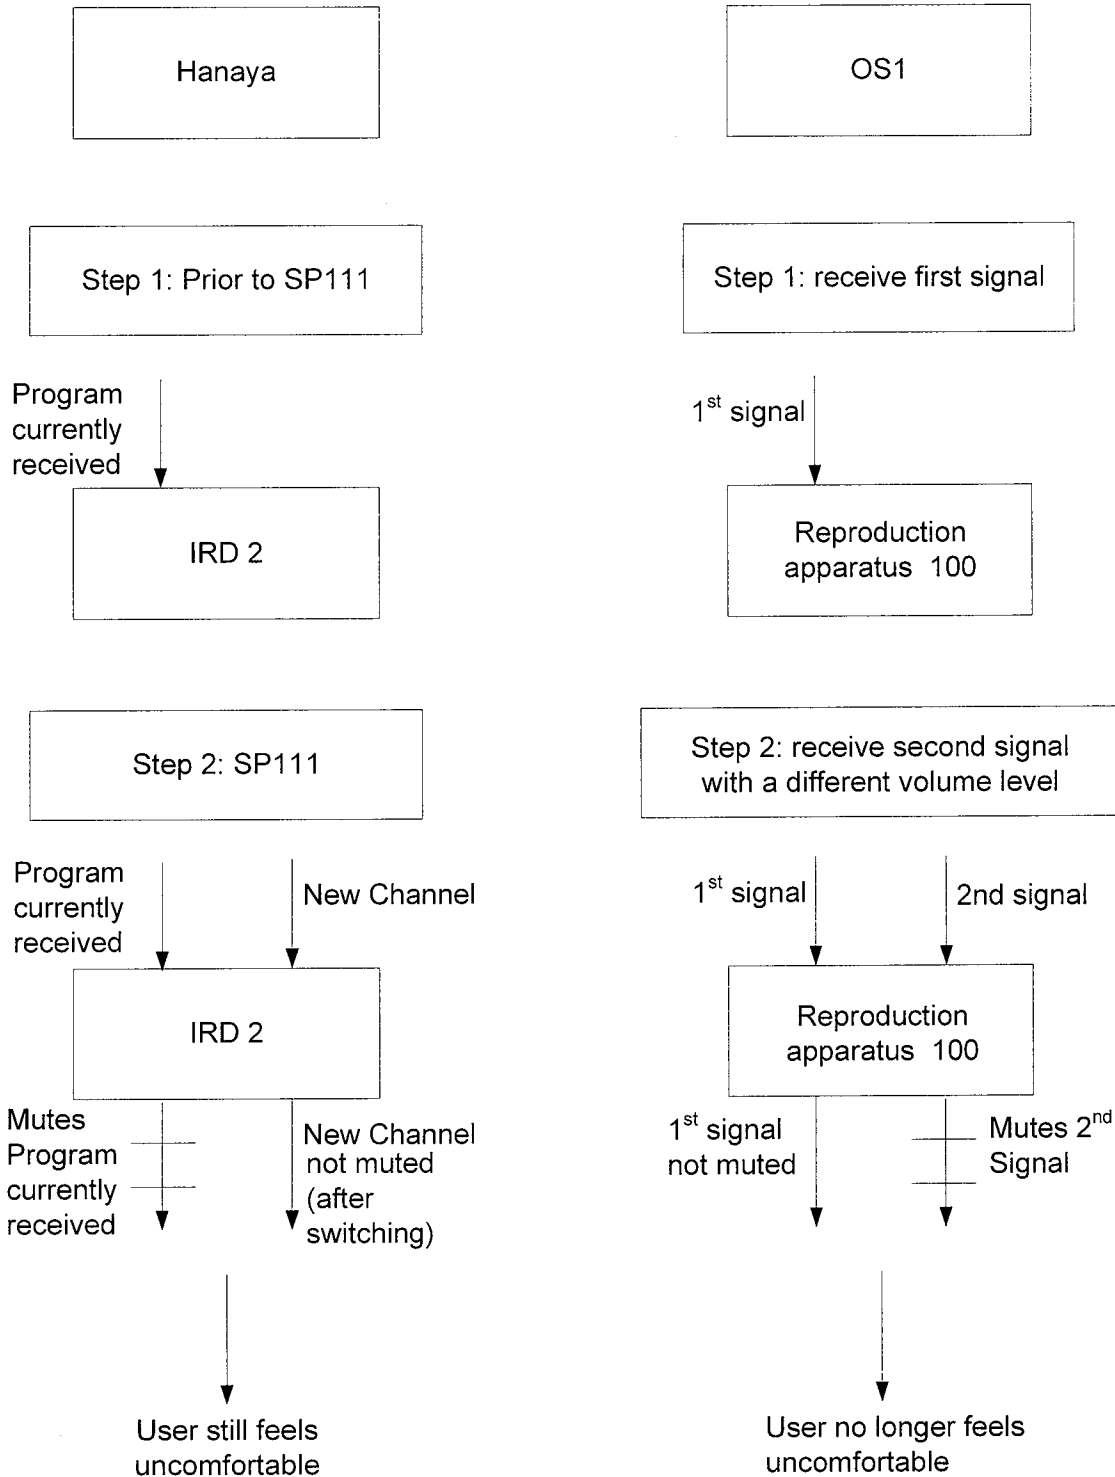 Hanaya
OS1
Step 1: Prior to SP111
Step 1: receive first signal
Program
currently
received
1st signal
IRD 2
Reproduction
apparatus 100
Step 2: SP111
Step 2: receive second signal
with a different volume level
Program
currently
received
New Channel
1st signal
2nd signal
IRD 2
Reproduction
apparatus 100
Mutes
Program
currently
received
New Channel
not muted
(after
switching)
1st signal
not muted
Mutes 2nd
Signal
User still feels
uncomfortable
User no longer feels
uncomfortable